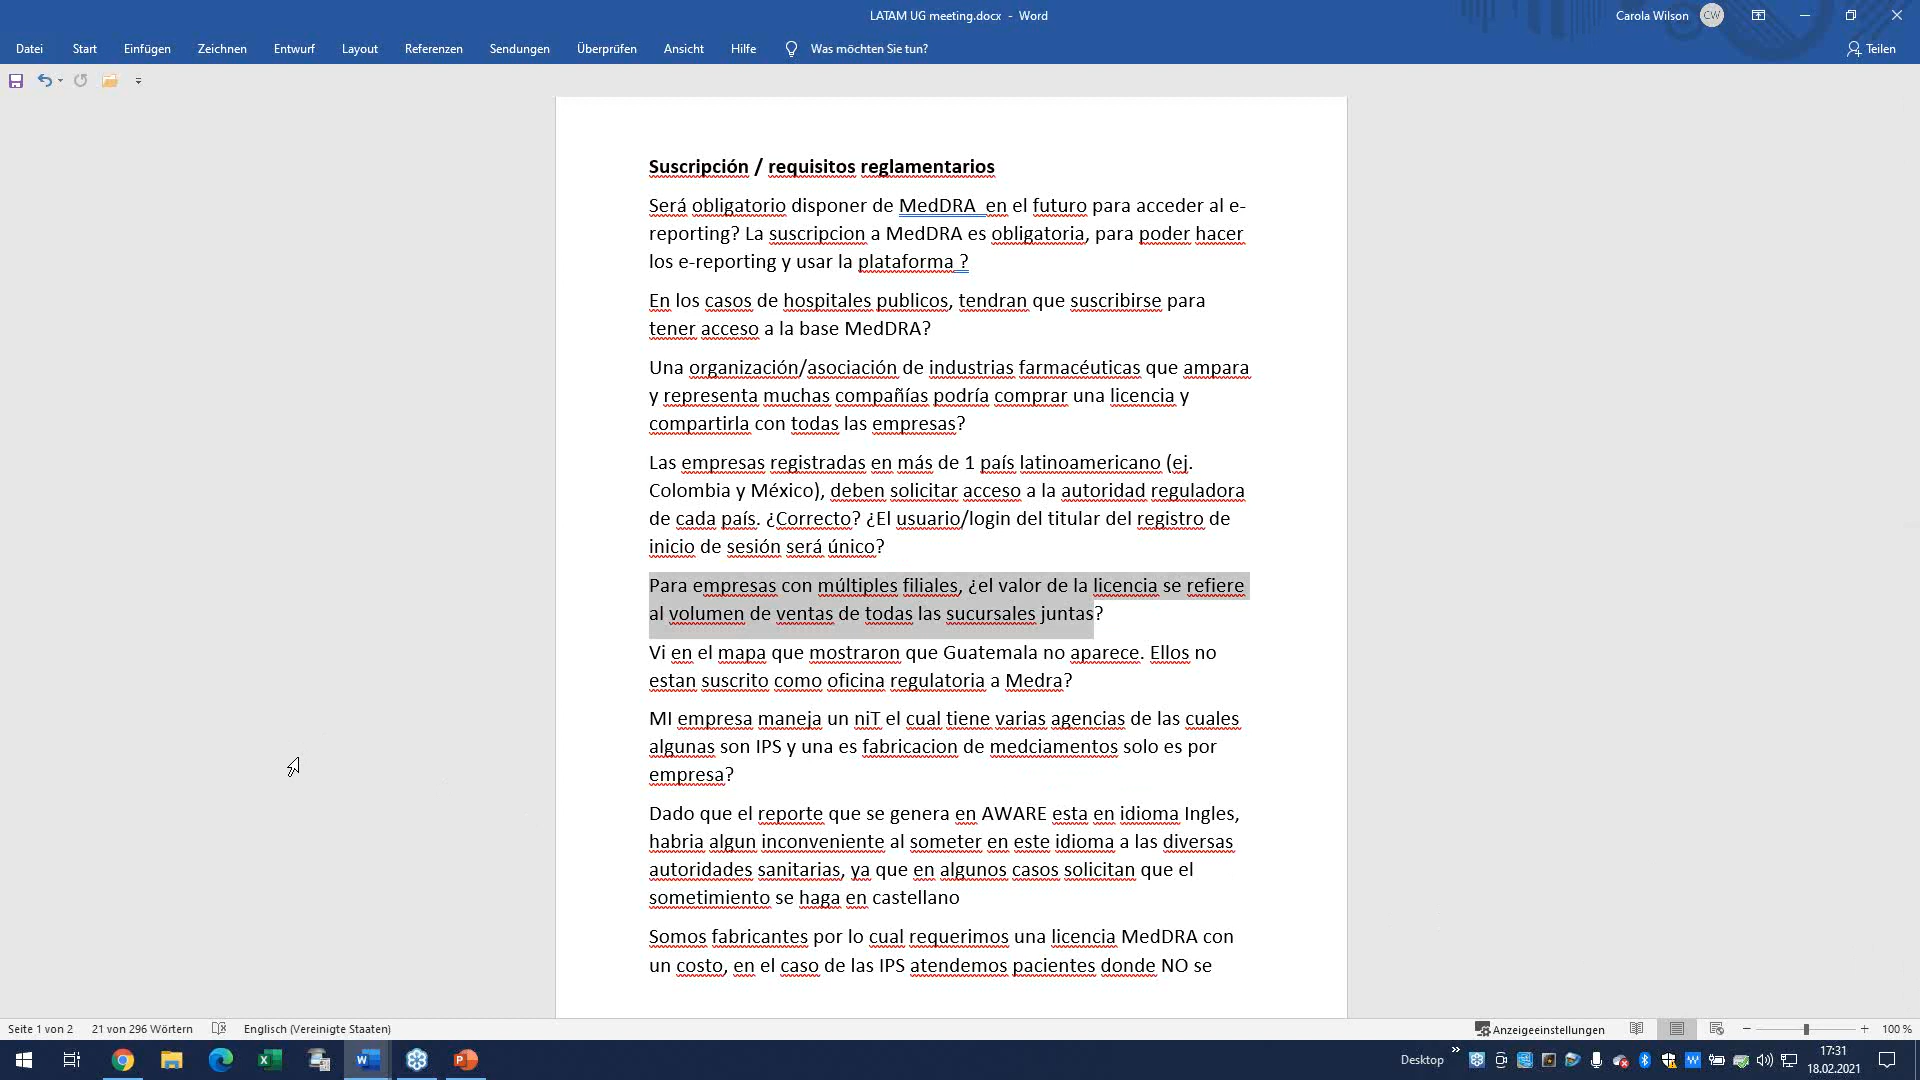 LATAM UG meeting.docx - Word
Carola Wilson CW
Datei Start Einfügen Zeichnen Entwurf Layout Referenzen Sendungen Überprüfen Ansicht Hilfe Was möchten Sie tun? Teilen
Suscripción / requisitos reglamentarios
Será obligatorio disponer de MedDRA en el futuro para acceder al e-
reporting? La suscripcion a MedDRA es obligatoria, para poder hacer
los e-reporting y usar la plataforma ?
En los casos de hospitales publicos, tendran que suscribirse para
tener acceso a la base MedDRA?
Una organización/asociación de industrias farmacéuticas que ampara
y representa muchas compañías podría comprar una licencia y
compartirla con todas las empresas?
Las empresas registradas en más de 1 país latinoamericano (ej.
Colombia y México), deben solicitar acceso a la autoridad reguladora
de cada país. ¿Correcto? ¿El usuario/login del titular del registro de
inicio de sesión será único?
Para empresas con múltiples filiales, ¿el valor de la licencia se refiere
al volumen de ventas de todas las sucursales juntas?
Vi en el mapa que mostraron que Guatemala no aparece. Ellos no
estan suscrito como oficina regulatoria a Medra?
MI empresa maneja un niT el cual tiene varias agencias de las cuales
algunas son IPS y una es fabricacion de medciamentos solo es por
empresa?
Dado que el reporte que se genera en AWARE esta en idioma Ingles,
habria algun inconveniente al someter en este idioma a las diversas
autoridades sanitarias, ya que en algunos casos solicitan que el
sometimiento se haga en castellano
Somos fabricantes por lo cual requerimos una licencia MedDRA con
un costo, en el caso de las IPS atendemos pacientes donde NO se
Seite 1 von 2 21 von 296 Wörtern Englisch (Vereinigte Staaten) Anzeigeeinstellungen 100 %
Desktop 17:31
18.02.2021